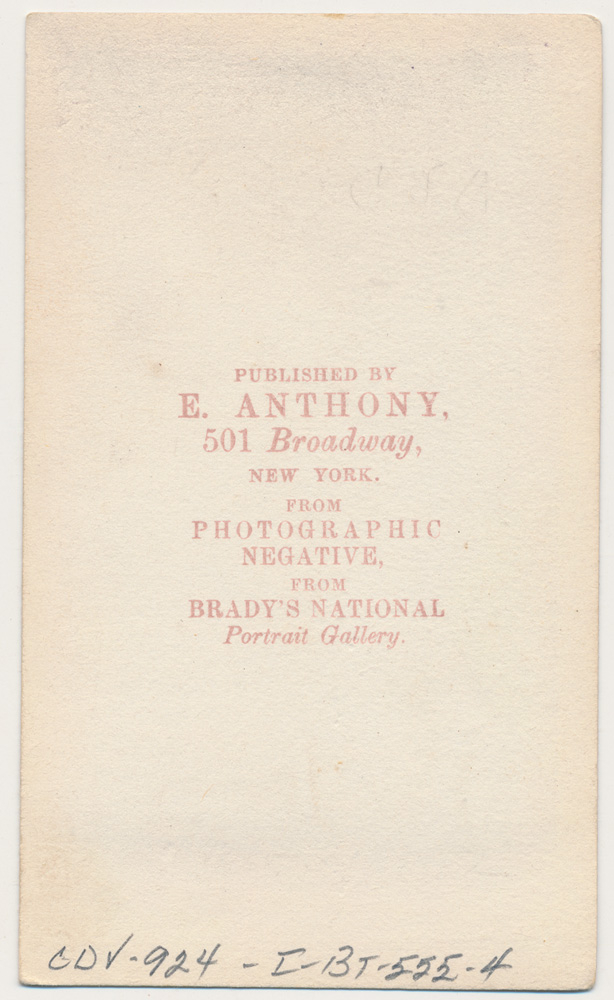 PUBLISHED BY
E. ANTHONY,
501 Broadway,
NEW YORK.
FROM
PHOTOGRAPHIC
NEGATIVE,
FROM
BRADY'S NATIONAL
Portrait Gallery.
CDV-924 - I-BT-555-4